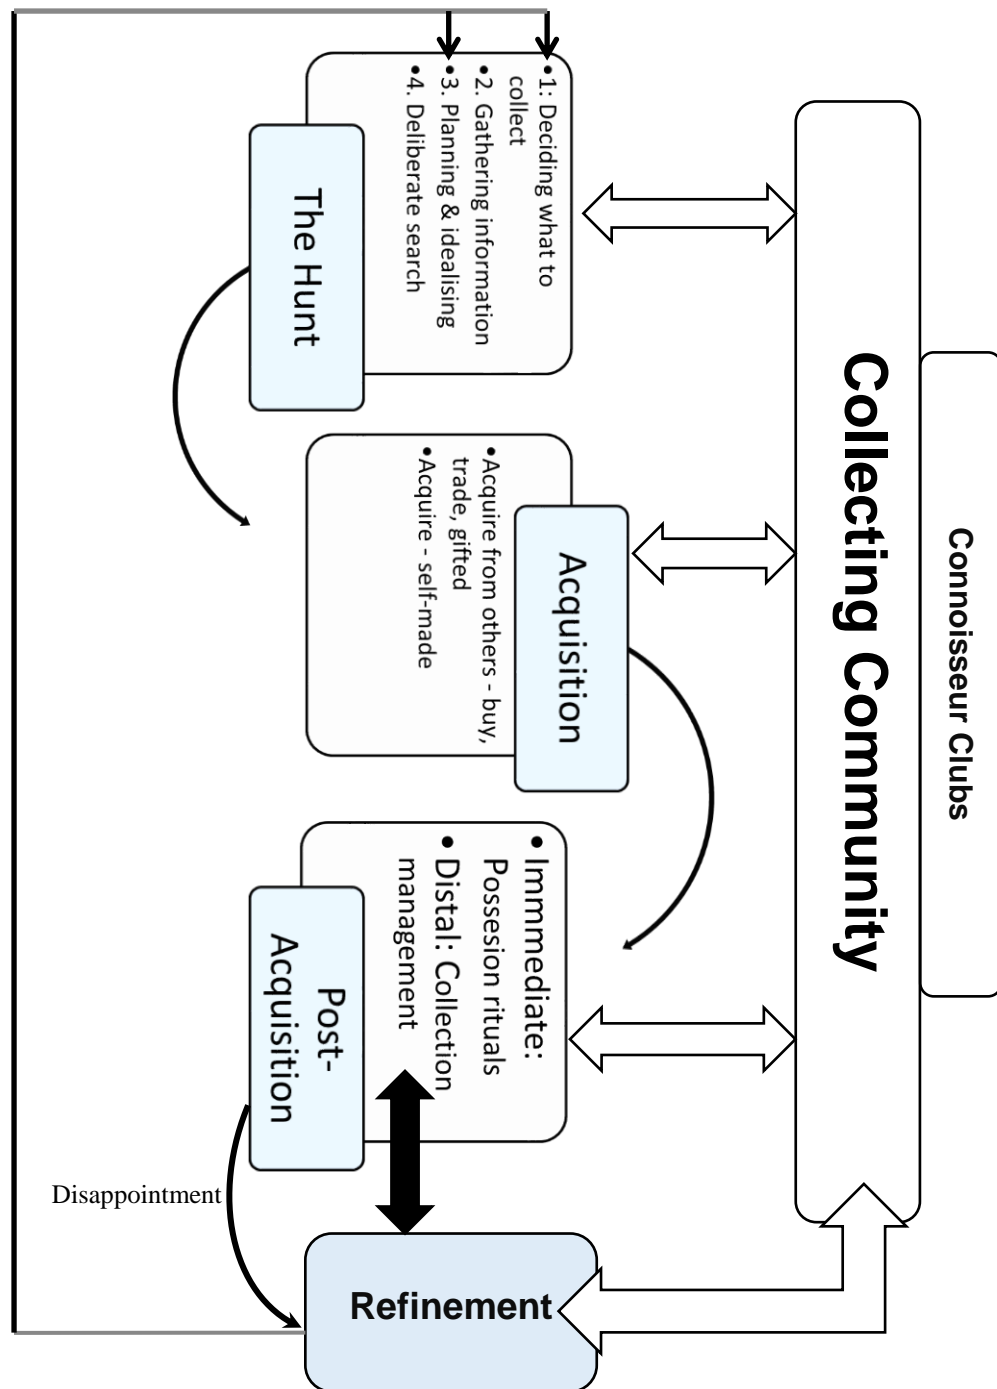 Connoisseur Clubs
Collecting Community
•1: Deciding what to
collect
•2. Gathering information
•3. Planning & idealising
•4. Deliberate search
The Hunt
Acquisition
•Acquire from others - buy,
trade, gifted
•Acquire - self-made
•Immmediate:
Possesion rituals
•Distal: Collection
management
Post-
Acquisition
Disappointment
Refinement